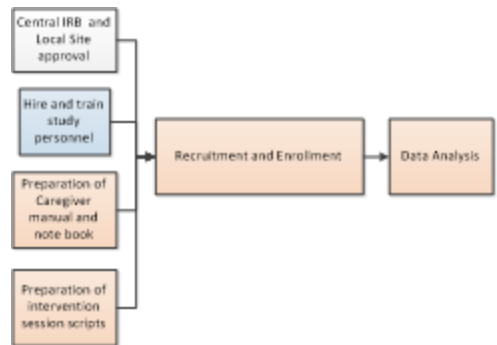 Central IRB and
Local Site
approval
Hire and train
study
personnel
Preparation of
Caregiver
manual and
note book
Preparation of
intervention
session scripts
Recruitment and Enrollment
Data Analysis